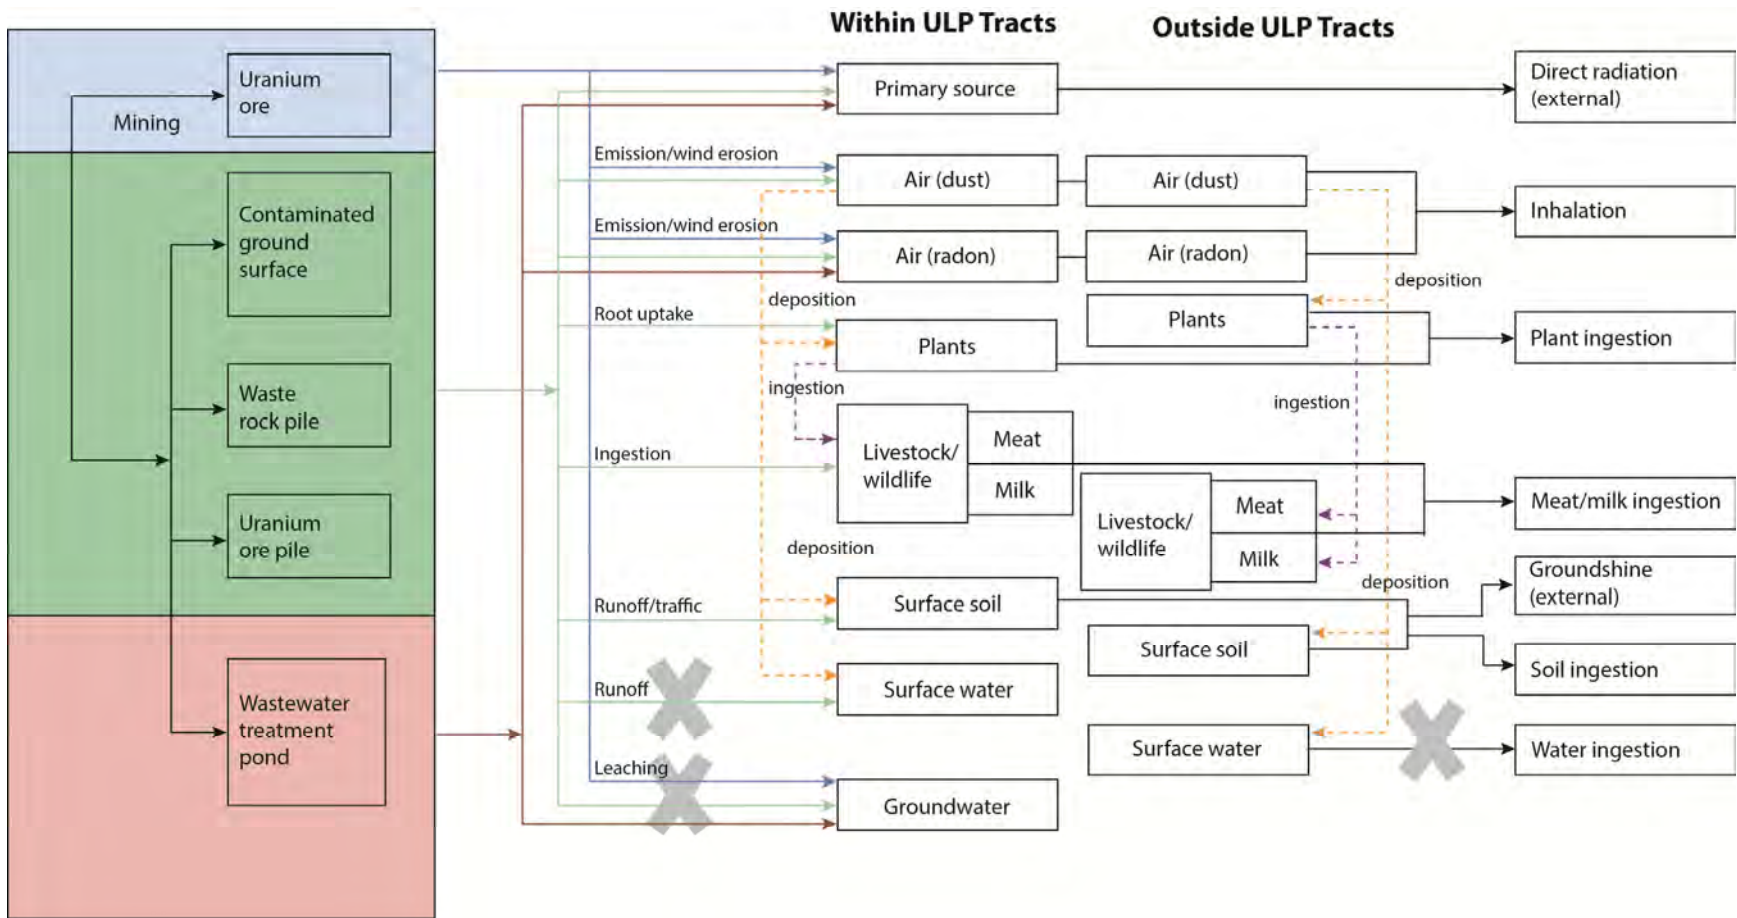 Within ULP Tracts
Outside ULP Tracts
Uranium
ore
Mining
Contaminated
ground
surface
Waste
rock pile
Uranium
ore pile
Wastewater
treatment
pond
Emission/wind erosion
Emission/wind erosion
Root uptake
Ingestion
Runoff/traffic
Runoff
Leaching
deposition
ingestion
deposition
Primary source
Air (dust)
Air (radon)
Plants
Livestock/
wildlife
Meat
Milk
Surface soil
Surface water
Groundwater
Air (dust)
Air (radon)
Plants
Livestock/
wildlife
Meat
Milk
Surface soil
Surface water
deposition
ingestion
deposition
Direct radiation
(external)
Inhalation
Plant ingestion
Meat/milk ingestion
Groundshine
(external)
Soil ingestion
Water ingestion